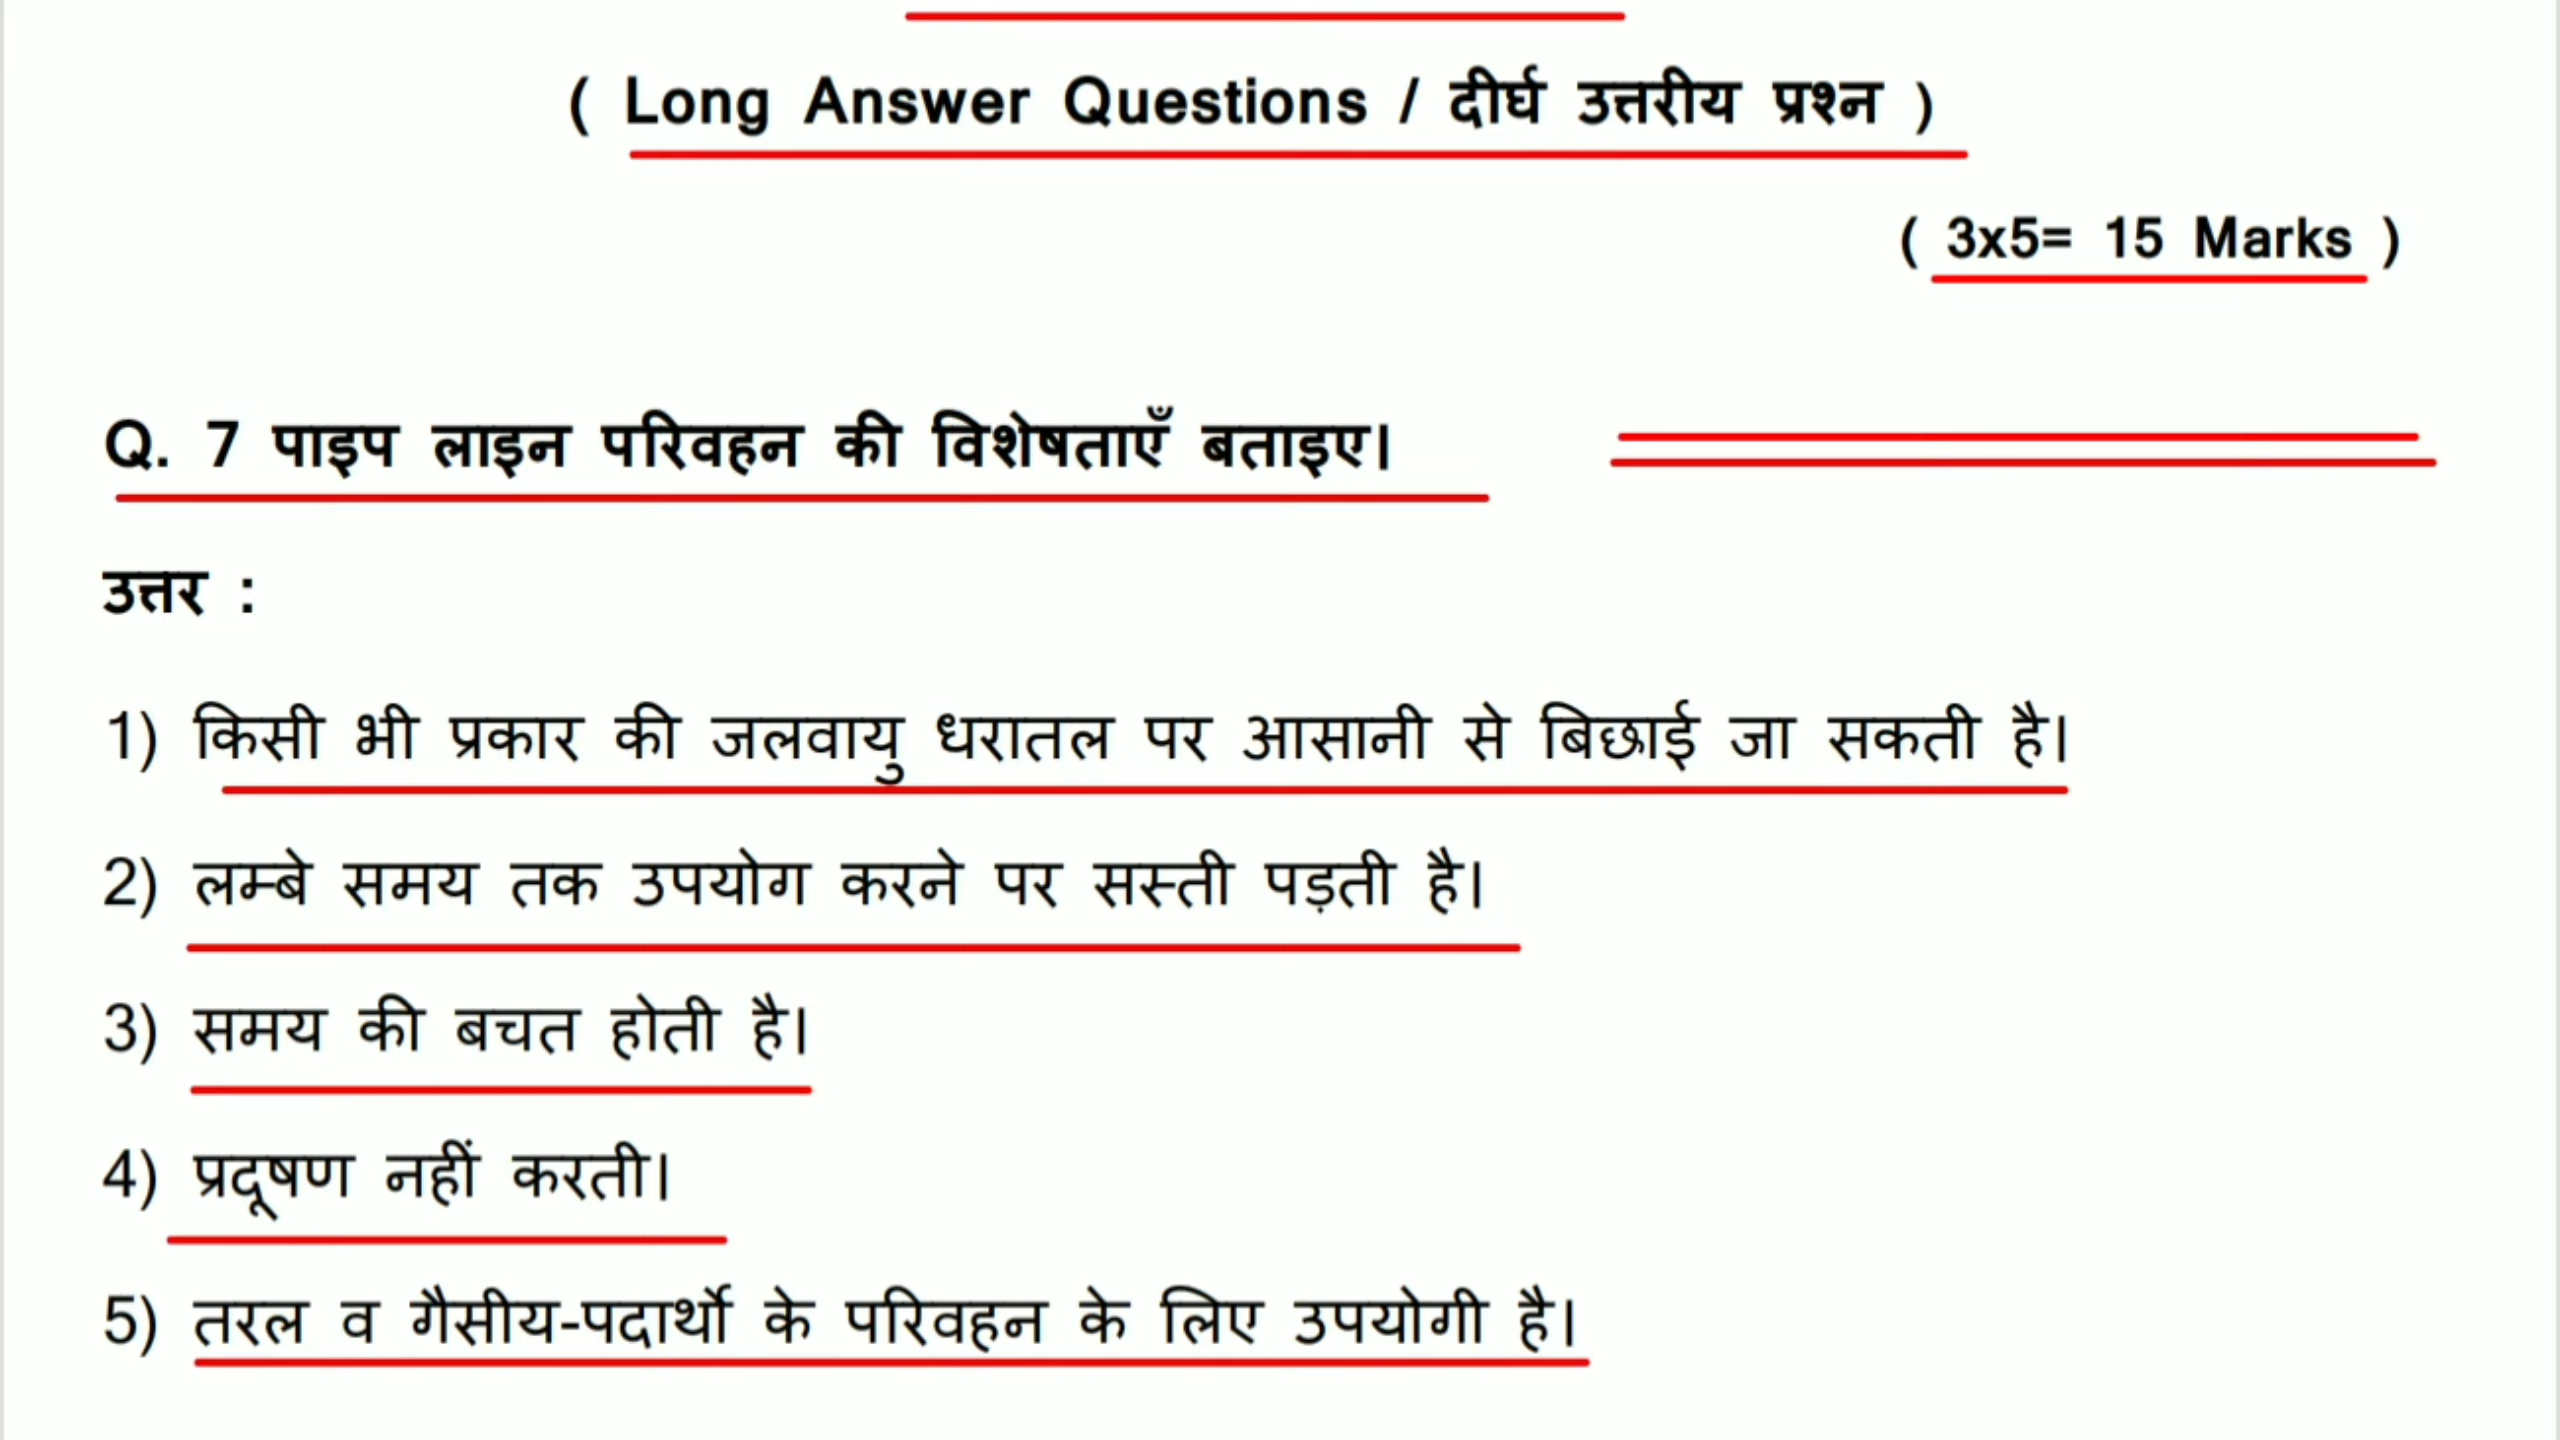 ( Long Answer Questions / दीर्घ उत्तरीय प्रश्न )
( 3x5= 15 Marks )
Q. 7 पाइप लाइन परिवहन की विशेषताएँ बताइए।
उत्तर :
1) किसी भी प्रकार की जलवायु धरातल पर आसानी से बिछाई जा सकती है।
2) लम्बे समय तक उपयोग करने पर सस्ती पड़ती है।
3) समय की बचत होती है।
4) प्रदूषण नहीं करती।
5) तरल व गैसीय-पदार्थो के परिवहन के लिए उपयोगी है।